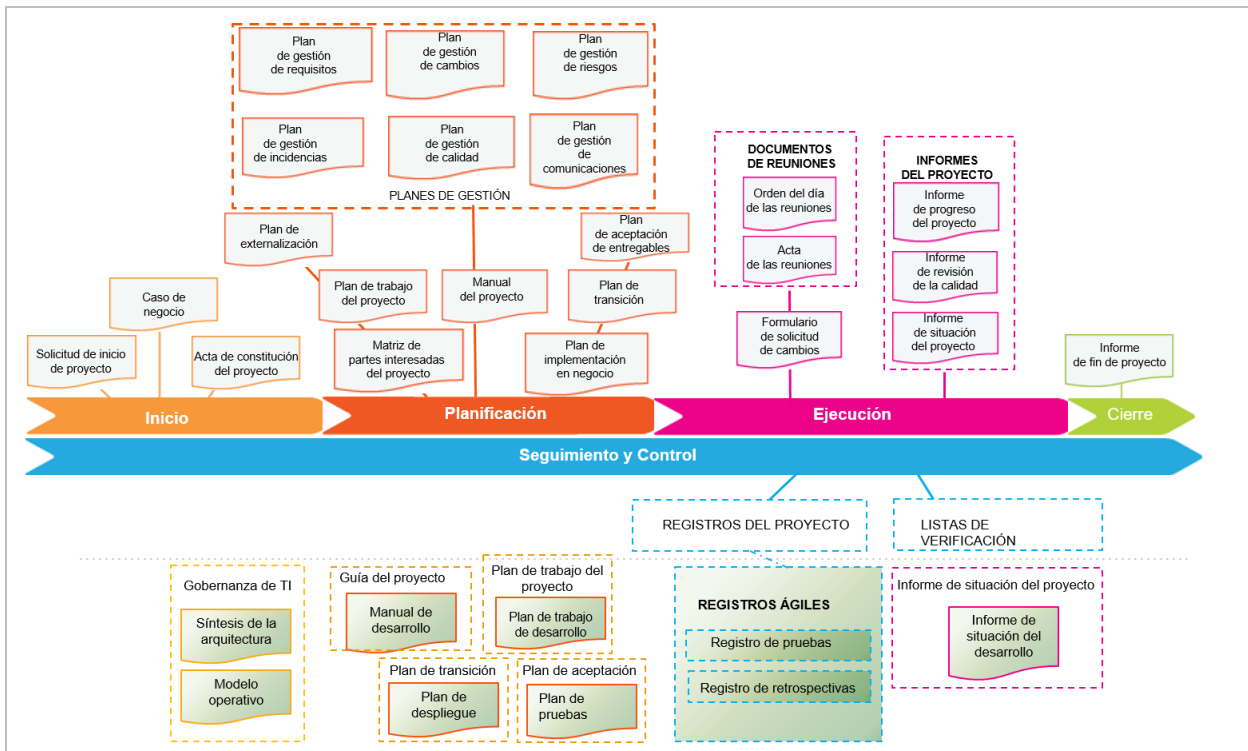 Plan
de gestión
de requisitos
Plan
de gestión
de cambios
Plan
de gestión
de riesgos
Plan
de gestión
de incidencias
Plan
de gestión
de calidad
Plan
de gestión
de
comunicaciones
PLANES DE GESTIÓN
DOCUMENTOS
DE REUNIONES
Orden del día
de las reuniones
Acta
de las reuniones
INFORMES
DEL PROYECTO
Informe
de progreso
del proyecto
Informe
de revisión
de la calidad
Informe
de situación
del proyecto
Plan de
externalización
Plan
de aceptación
de entregables
Caso de
negocio
Plan de trabajo
del proyecto
Manual
del proyecto
Plan de
transición
Solicitud de inicio
de proyecto
Acta de constitución
del proyecto
Matriz de
partes interesadas
del proyecto
Plan de
implementación
en negocio
Formulario
de solicitud
de cambios
Informe
de fin de proyecto
Inicio
Planificación
Ejecución
Cierre
Seguimiento y Control
REGISTROS DEL PROYECTO
LISTAS DE
VERIFICACIÓN
Gobernanza de TI
Síntesis de la
arquitectura
Modelo
operativo
Guía del proyecto
Manual de
desarrollo
Plan de trabajo del
proyecto
Plan de trabajo
de desarrollo
Plan de transición
Plan de
despliegue
Plan de aceptación
Plan de
pruebas
REGISTROS ÁGILES
Registro de pruebas
Registro de retrospectivas
Informe de situación del proyecto
Informe de
situación del
desarrollo